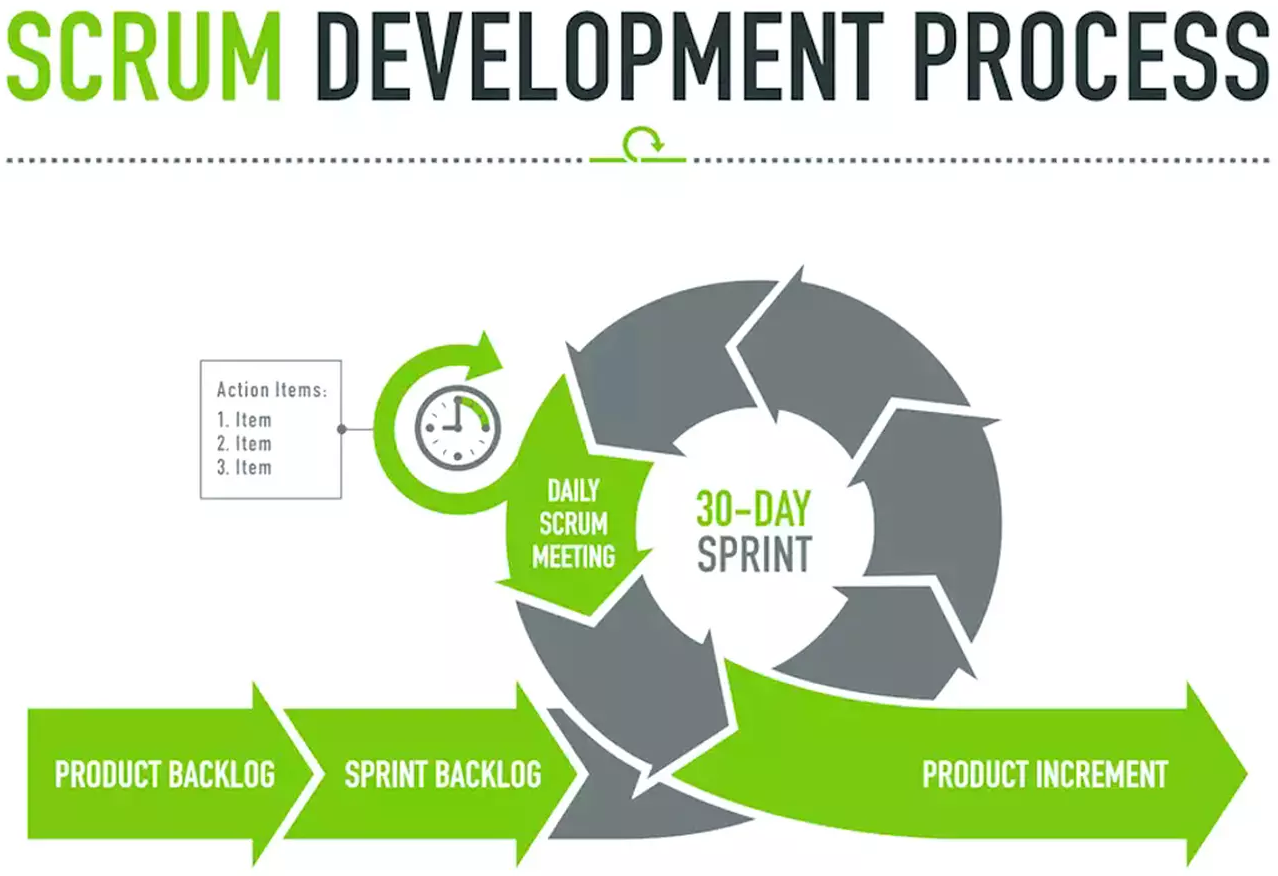 SCRUM DEVELOPMENT PROCESS
Action Items:
1. Item
2. Item
3. Item
DAILY
SCRUM
MEETING
30-DAY
SPRINT
PRODUCT BACKLOG
SPRINT BACKLOG
PRODUCT INCREMENT